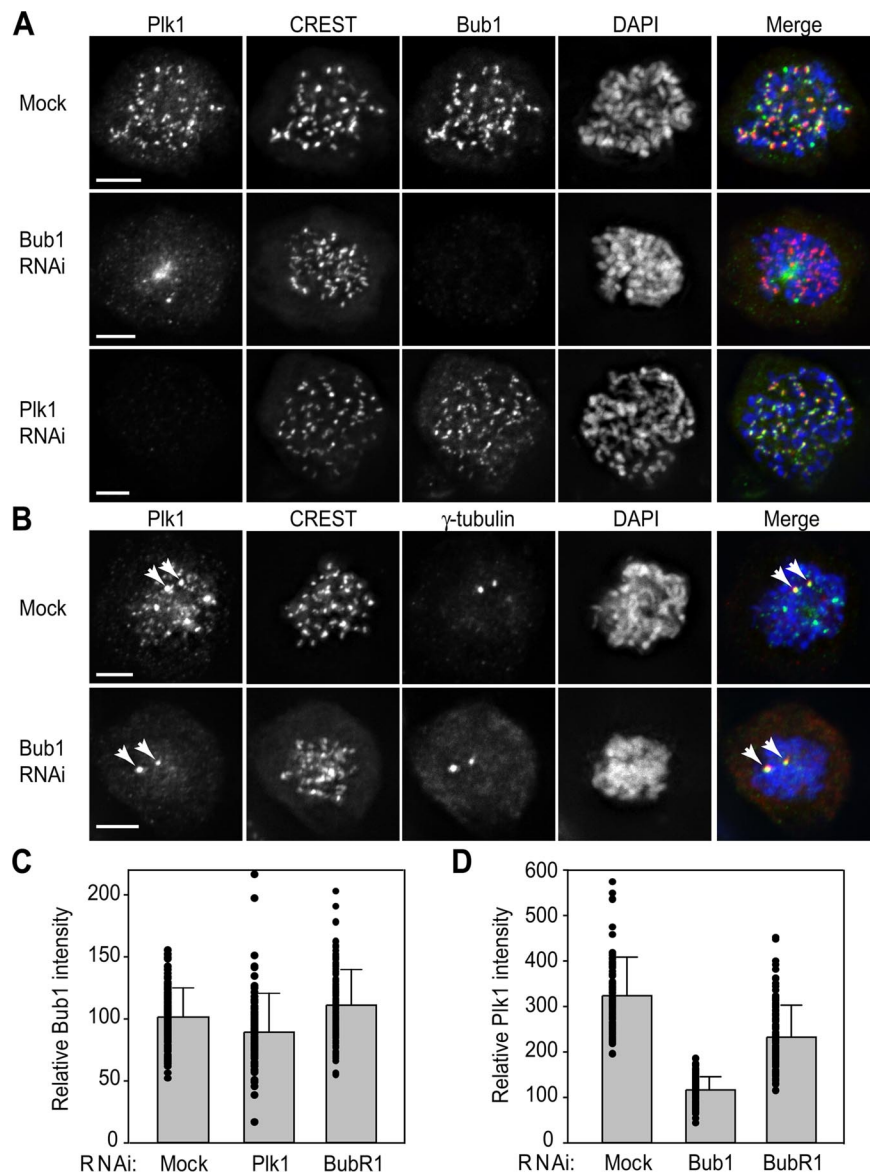 A
Plk1 CREST Bub1 DAPI Merge
Mock
Bub1
RNAi
Plk1
RNAi
B
Plk1 CREST γ-tubulin DAPI Merge
Mock
Bub1
RNAi
C
Relative Bub1 intensity
200
150
100
50
0
RNAi: Mock Plk1 BubR1
D
Relative Plk1 intensity
600
500
400
300
200
100
0
RNAi: Mock Bub1 BubR1